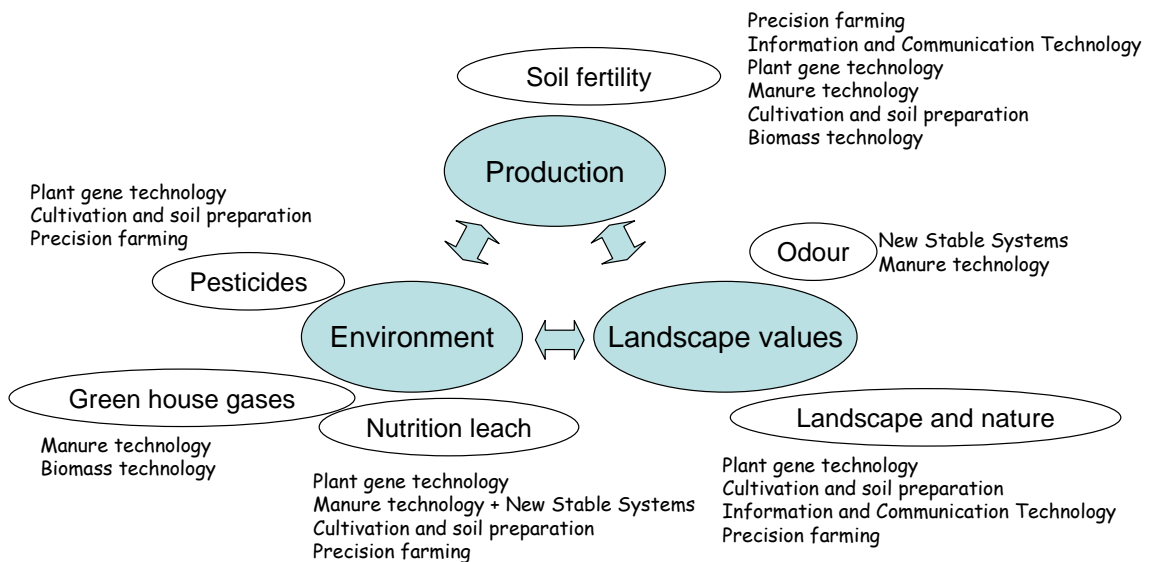 Precision farming
Information and Communication Technology
Plant gene technology
Manure technology
Cultivation and soil preparation
Biomass technology
Soil fertility
Production
Plant gene technology
Cultivation and soil preparation
Precision farming
Pesticides
Odour
New Stable Systems
Manure technology
Environment
Landscape values
Green house gases
Manure technology
Biomass technology
Nutrition leach
Plant gene technology
Manure technology + New Stable Systems
Cultivation and soil preparation
Precision farming
Landscape and nature
Plant gene technology
Cultivation and soil preparation
Information and Communication Technology
Precision farming